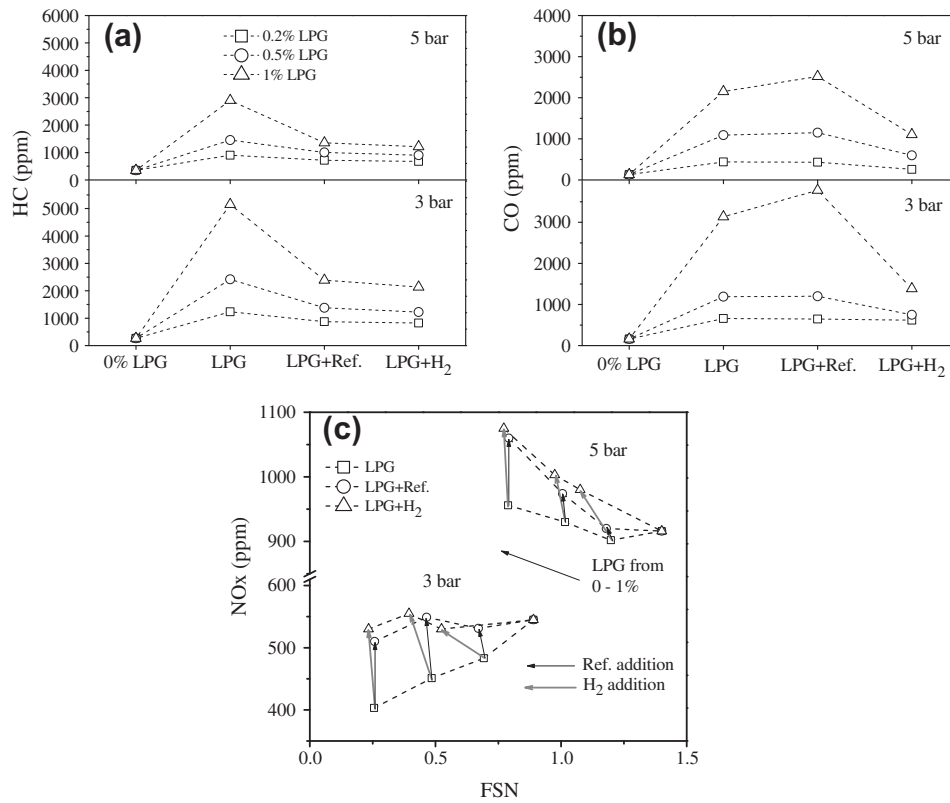 (a)
0.2% LPG
0.5% LPG
1% LPG
5 bar
6000
5000
4000
3000
2000
1000
0
HC (ppm)
3 bar
5000
4000
3000
2000
1000
0
0% LPG
LPG
LPG+Ref.
LPG+H2
(b)
5 bar
4000
3000
2000
1000
0
CO (ppm)
3 bar
3000
2000
1000
0
0% LPG
LPG
LPG+Ref.
LPG+H2
(c)
LPG
LPG+Ref.
LPG+H2
5 bar
LPG from
0 - 1%
3 bar
Ref. addition
H2 addition
1100
1000
900
600
500
400
NOx (ppm)
0.0
0.5
1.0
1.5
FSN